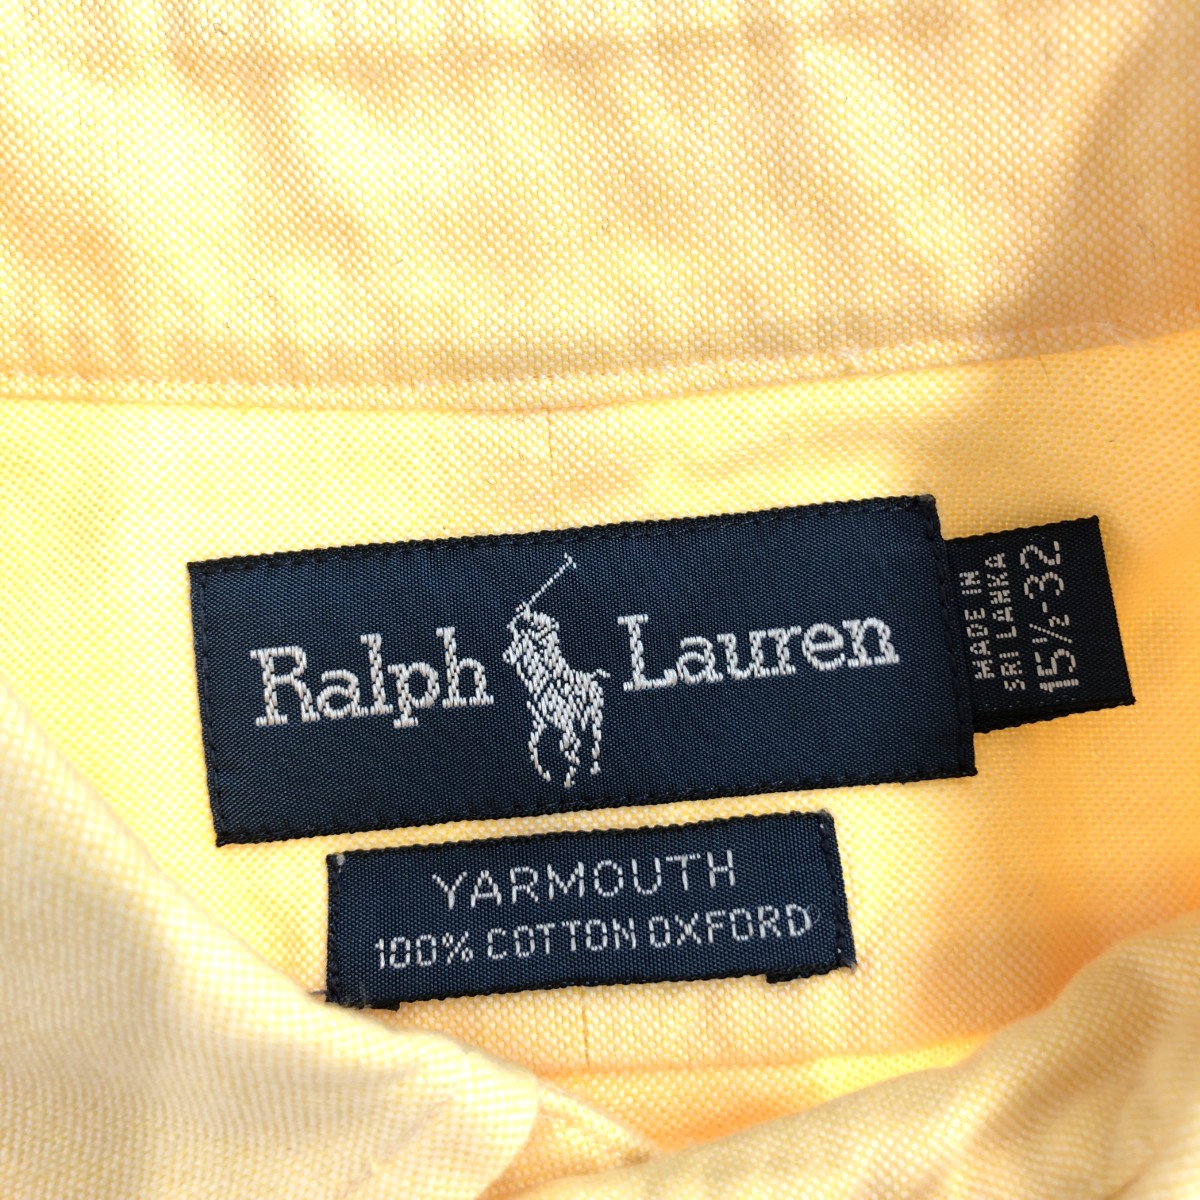 Ralph Lauren
MADE IN
SRI LANKA
15½-32
YARMOUTH
100% COTTON OXFORD